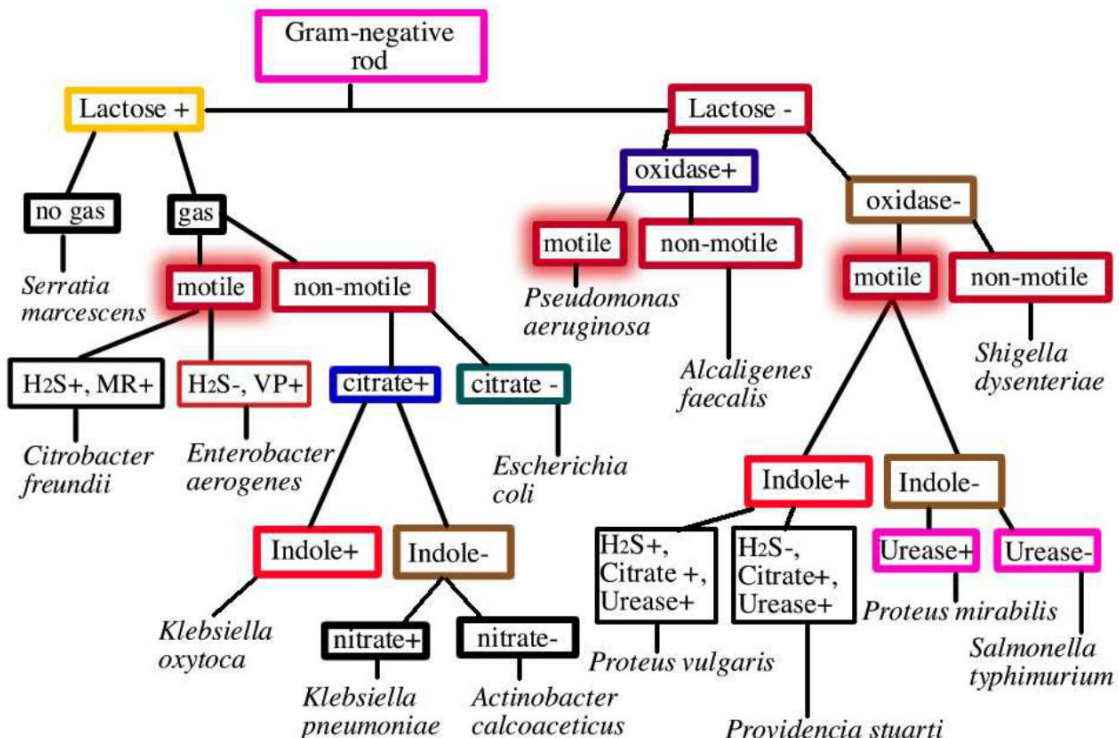 Gram-negative
rod
Lactose +
Lactose -
oxidase+
oxidase-
no gas
gas
motile
non-motile
motile
non-motile
motile
non-motile
Serratia
marcescens
Pseudomonas
aeruginosa
Alcaligenes
faecalis
Shigella
dysenteriae
H2S+, MR+
H2S-, VP+
citrate+
citrate -
Citrobacter
freundii
Enterobacter
aerogenes
Escherichia
coli
Indole+
Indole-
Indole+
Indole-
H2S+,
Citrate +,
Urease+
H2S-,
Citrate+,
Urease+
Urease+
Urease-
Klebsiella
oxytoca
nitrate+
nitrate-
Proteus vulgaris
Proteus mirabilis
Salmonella
typhimurium
Klebsiella
pneumoniae
Actinobacter
calcoaceticus
Providencia stuarti